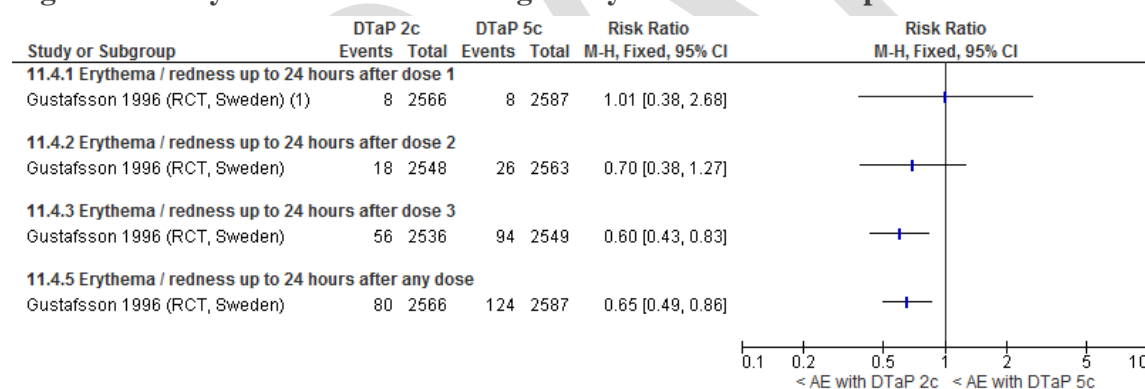 DTaP 2c DTaP 5c Risk Ratio Risk Ratio
Study or Subgroup Events Total Events Total M-H, Fixed, 95% CI M-H, Fixed, 95% CI
11.4.1 Erythema / redness up to 24 hours after dose 1
Gustafsson 1996 (RCT, Sweden) (1) 8 2566 8 2587 1.01 [0.38, 2.68]
11.4.2 Erythema / redness up to 24 hours after dose 2
Gustafsson 1996 (RCT, Sweden) 18 2548 26 2563 0.70 [0.38, 1.27]
11.4.3 Erythema / redness up to 24 hours after dose 3
Gustafsson 1996 (RCT, Sweden) 56 2536 94 2549 0.60 [0.43, 0.83]
11.4.5 Erythema / redness up to 24 hours after any dose
Gustafsson 1996 (RCT, Sweden) 80 2566 124 2587 0.65 [0.49, 0.86]
0.1 0.2 0.5 1 2 5 10
< AE with DTaP 2c < AE with DTaP 5c